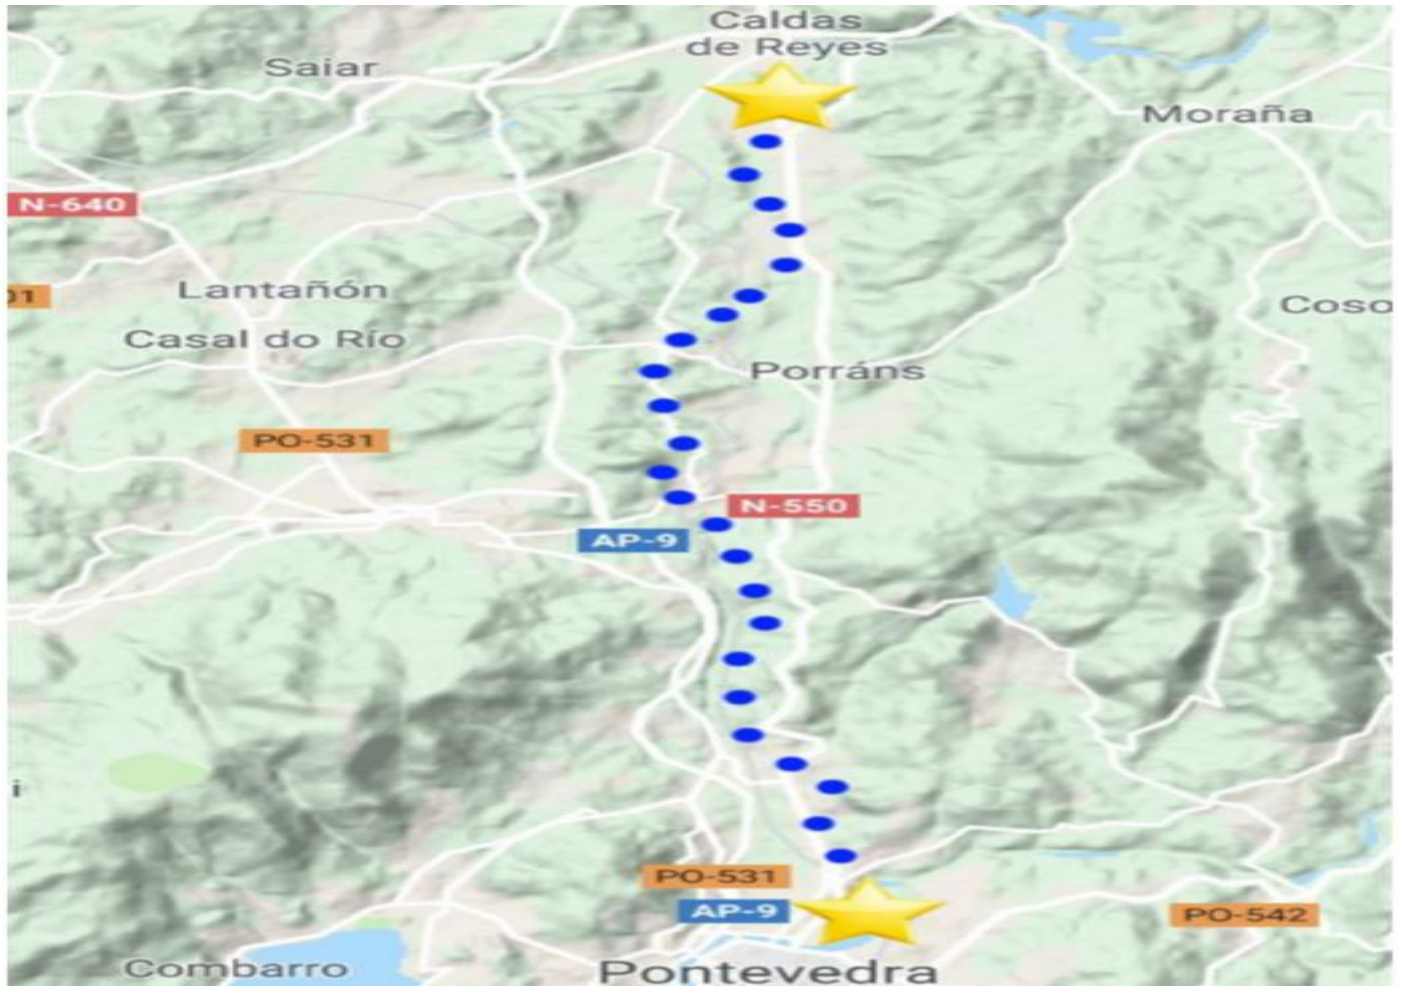 Caldas
de Reyes
Saiar
Moraña
N-640
Lantañón
01
Coso
Casal do Río
Porráns
PO-531
N-550
AP-9
i
PO-531
AP-9
PO-542
Combarro
Pontevedra